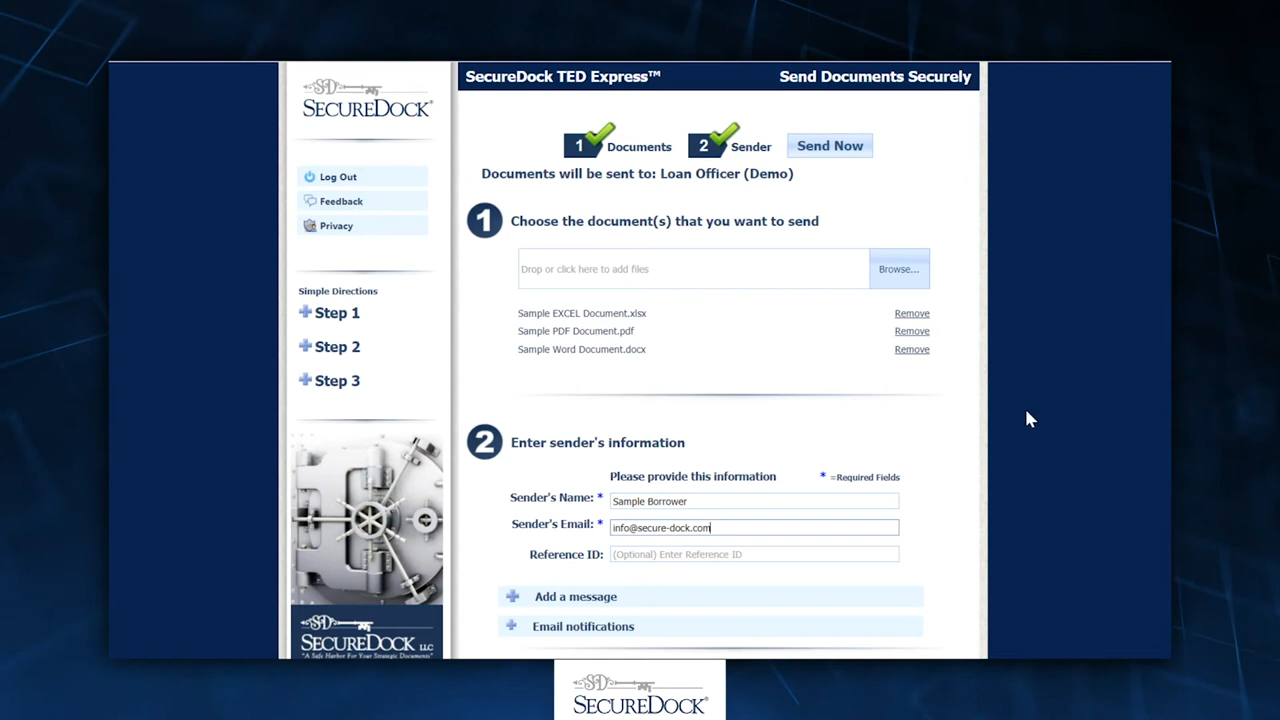 SD
SECUREDOCK®
Log Out
Feedback
Privacy
Simple Directions
Step 1
Step 2
Step 3
SD
SECUREDOCK LLC
"A Safe Harbor For Your Strategic Documents"
SecureDock TED Express™ Send Documents Securely
1 Documents 2 Sender Send Now
Documents will be sent to: Loan Officer (Demo)
1 Choose the document(s) that you want to send
Drop or click here to add files Browse...
Sample EXCEL Document.xlsx Remove
Sample PDF Document.pdf Remove
Sample Word Document.docx Remove
2 Enter sender's information
Please provide this information * =Required Fields
Sender's Name: * Sample Borrower
Sender's Email: * info@secure-dock.com
Reference ID: (Optional) Enter Reference ID
Add a message
Email notifications
SD
SECUREDOCK®